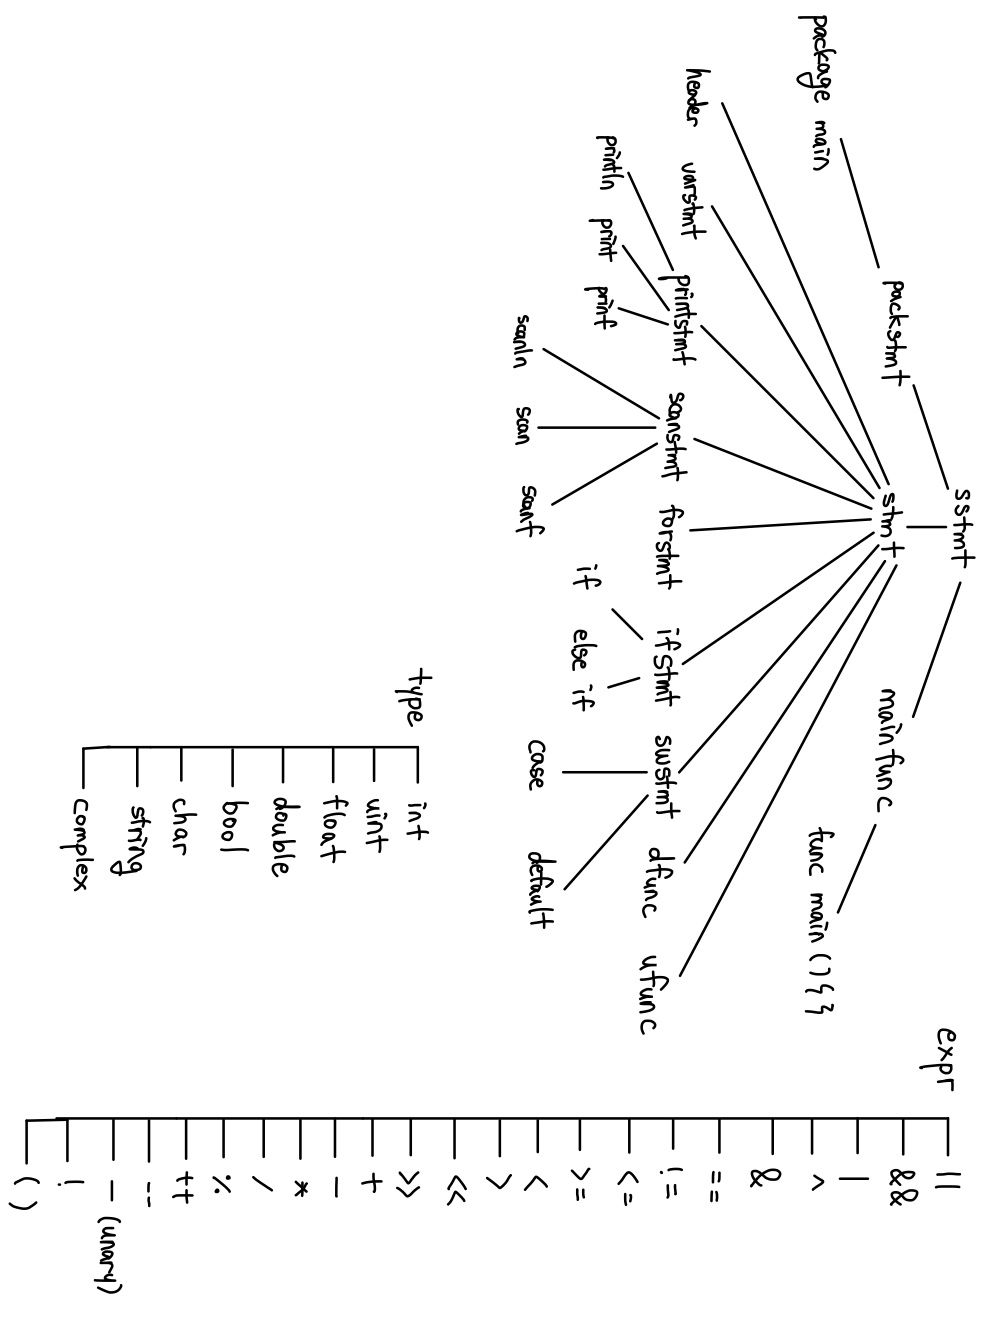 sstmt
packstmt
stmt
mainfunc
package main
func main () { }
header
varstmt
printstmt
scanstmt
forstmt
ifstmt
swstmt
dfunc
ufunc
println
print
prinf
scanln
scan
scanf
if
else if
case
default
type
int
uint
float
double
bool
char
string
complex
expr
||
&&
|
^
&
==
!=
<=
>=
<
>
<<
>>
+
-
*
/
%
++
--
- (unary)
!
( )